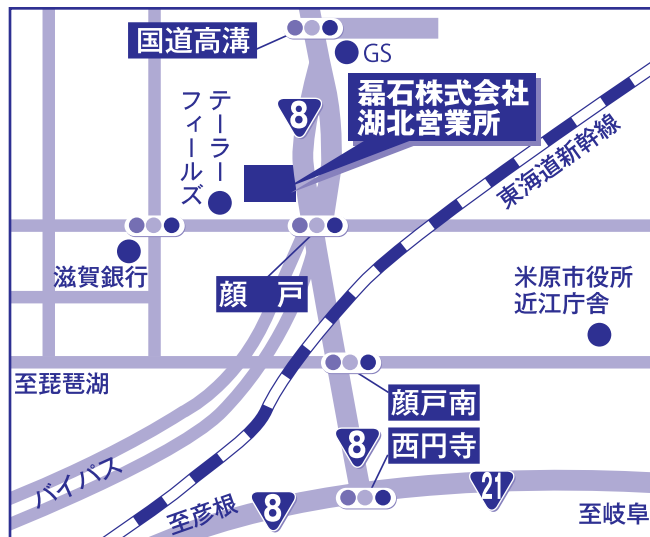 国道高溝
GS
8
磊石株式会社
湖北営業所
テーラー
フィールズ
東海道新幹線
滋賀銀行
顔 戸
米原市役所
近江庁舎
至琵琶湖
顔戸南
8
西円寺
バイパス
21
8
至彦根
至岐阜